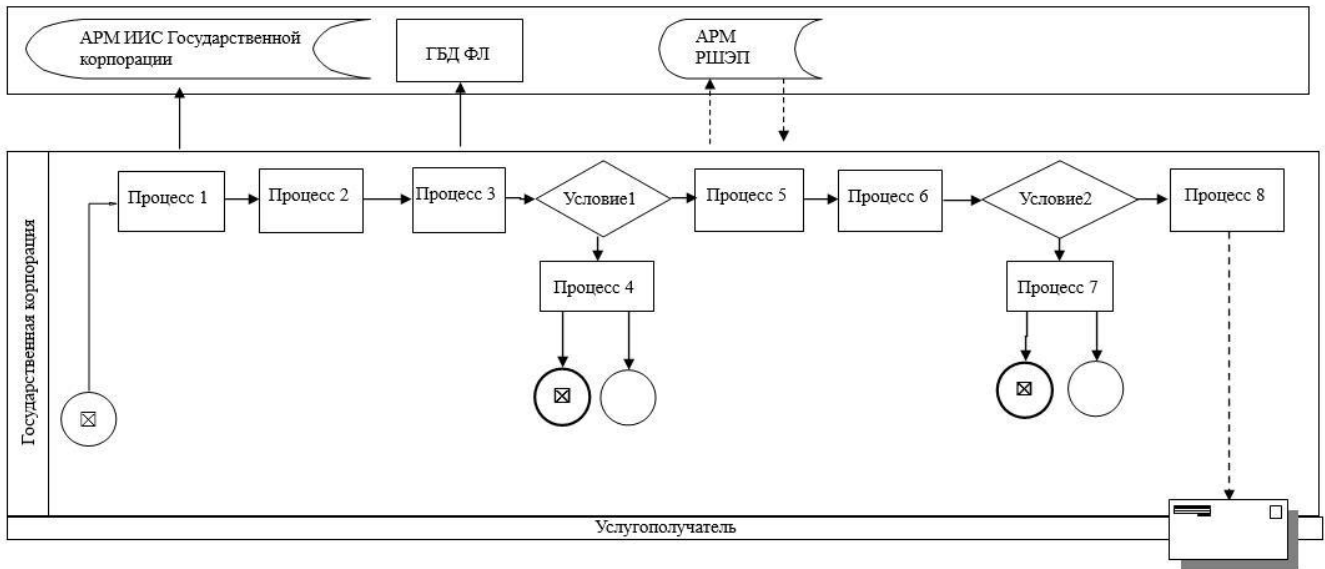 АРМ ИИС Государственной
корпорации
ГБД ФЛ
АРМ
РШЭП
Государственная корпорация
Процесс 1
Процесс 2
Процесс 3
Условие1
Процесс 5
Процесс 6
Условие2
Процесс 8
Процесс 4
Процесс 7
Услугополучатель